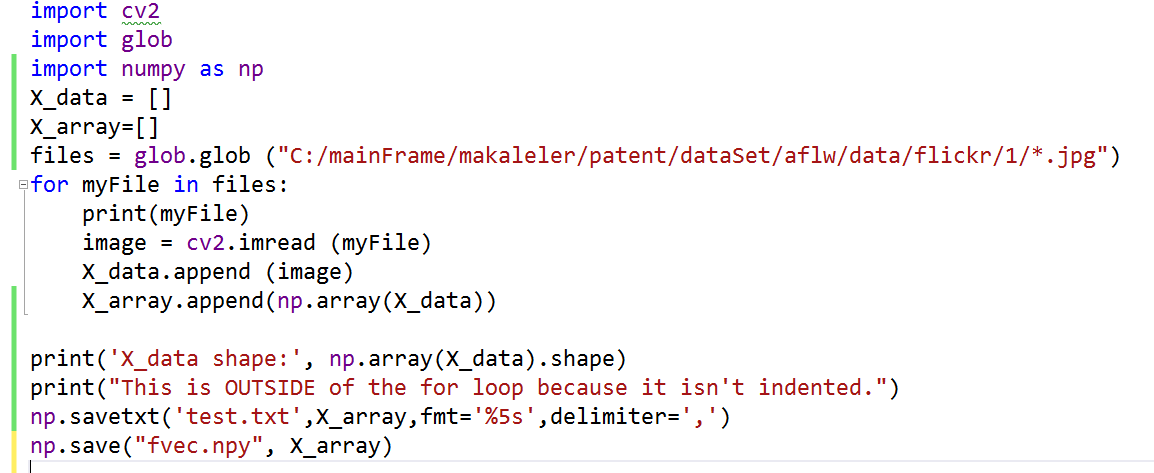 import cv2
import glob
import numpy as np
X_data = []
X_array=[]
files = glob.glob ("C:/mainFrame/makaleler/patent/dataSet/aflw/data/flickr/1/*.jpg")
for myFile in files:
    print(myFile)
    image = cv2.imread (myFile)
    X_data.append (image)
    X_array.append(np.array(X_data))

print('X_data shape:', np.array(X_data).shape)
print("This is OUTSIDE of the for loop because it isn't indented.")
np.savetxt('test.txt',X_array,fmt='%5s',delimiter=',')
np.save("fvec.npy", X_array)